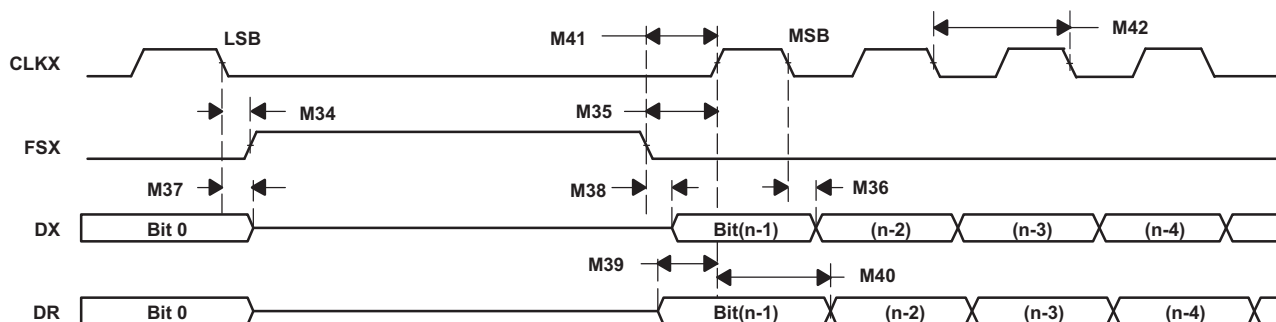 LSB M41 MSB M42
CLKX
M34 M35
FSX
M37 M38 M36
DX Bit 0 Bit(n-1) (n-2) (n-3) (n-4)
M39 M40
DR Bit 0 Bit(n-1) (n-2) (n-3) (n-4)